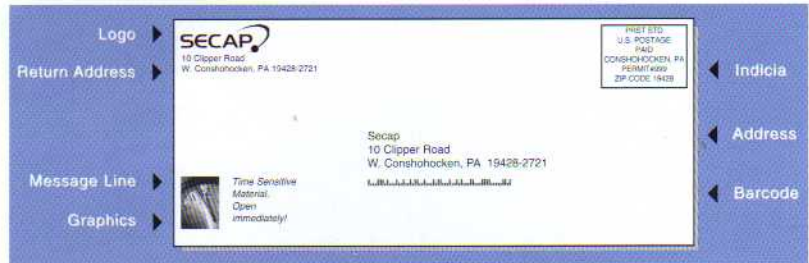 Logo
Return Address
Message Line
Graphics
SECAP
10 Clipper Road
W. Conshohocken, PA 19428-2721
PRST STD
U.S. POSTAGE
PAID
CONSHOHOCKEN, PA
PERMIT#999
ZIP CODE 19428
Secap
10 Clipper Road
W. Conshohocken, PA 19428-2721
Time Sensitive
Material.
Open
immediately!
Indicia
Address
Barcode